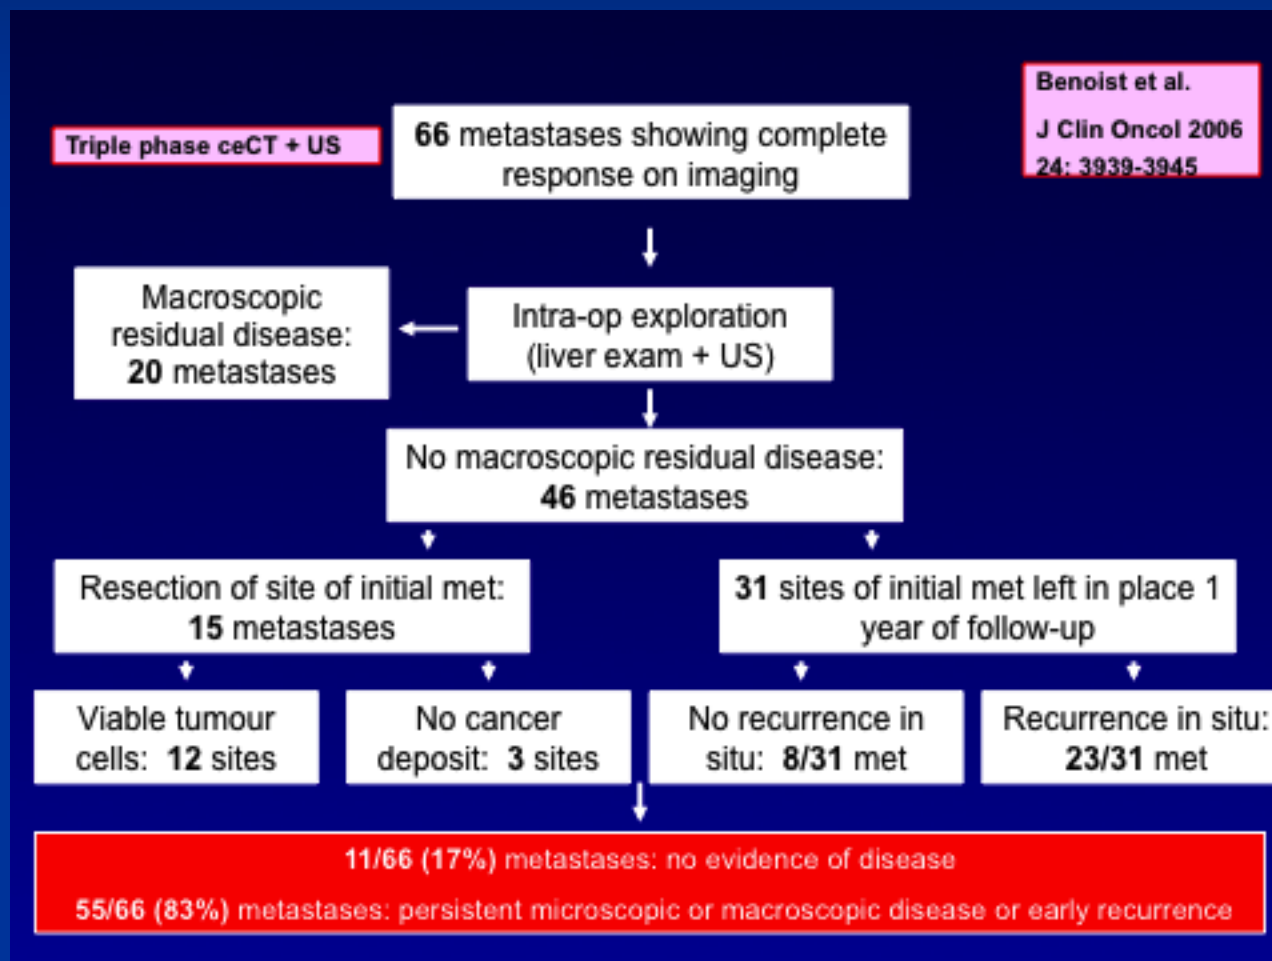 Benoist et al.
J Clin Oncol 2006
24: 3939-3945
Triple phase ceCT + US
66 metastases showing complete
response on imaging
Macroscopic
residual disease:
20 metastases
Intra-op exploration
(liver exam + US)
No macroscopic residual disease:
46 metastases
Resection of site of initial met:
15 metastases
31 sites of initial met left in place 1
year of follow-up
Viable tumour
cells: 12 sites
No cancer
deposit: 3 sites
No recurrence in
situ: 8/31 met
Recurrence in situ:
23/31 met
11/66 (17%) metastases: no evidence of disease
55/66 (83%) metastases: persistent microscopic or macroscopic disease or early recurrence